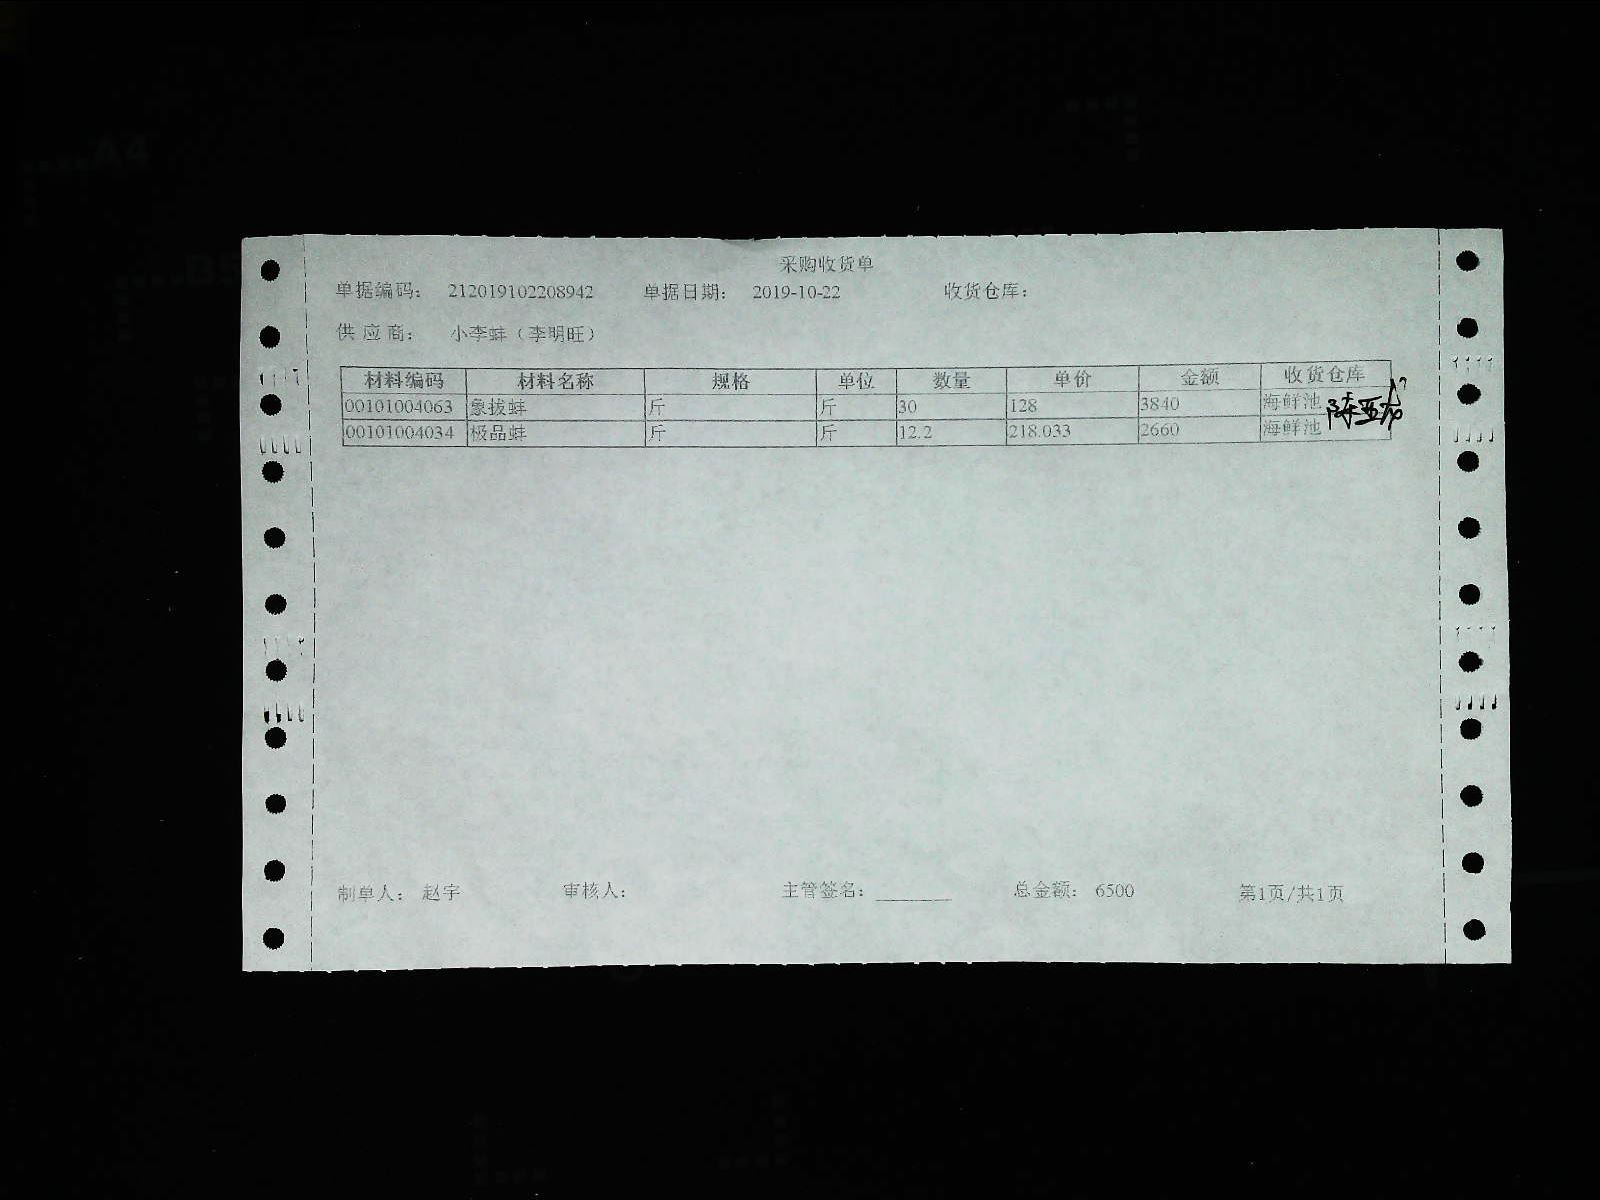 采购收货单
单据编码： 212019102208942 单据日期： 2019-10-22 收货仓库：
供 应 商： 小李蚌（李明旺）
材料编码 材料名称 规格 单位 数量 单价 金额 收货仓库
00101004063 象拔蚌 斤 斤 30 128 3840 海鲜池
00101004034 极品蚌 斤 斤 12.2 218.033 2660 海鲜池
制单人： 赵宇 审核人： 主管签名：_______ 总金额： 6500 第1页/共1页